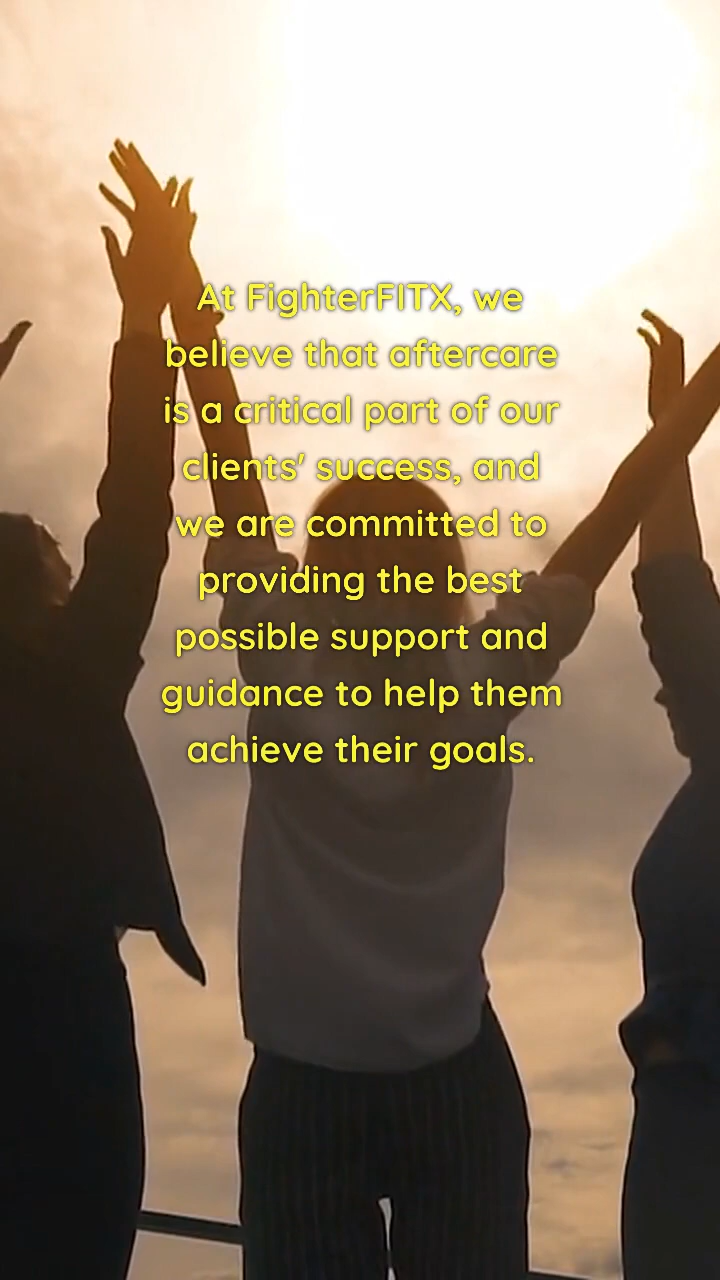 At FighterFITX, we
believe that aftercare
is a critical part of our
clients' success, and
we are committed to
providing the best
possible support and
guidance to help them
achieve their goals.